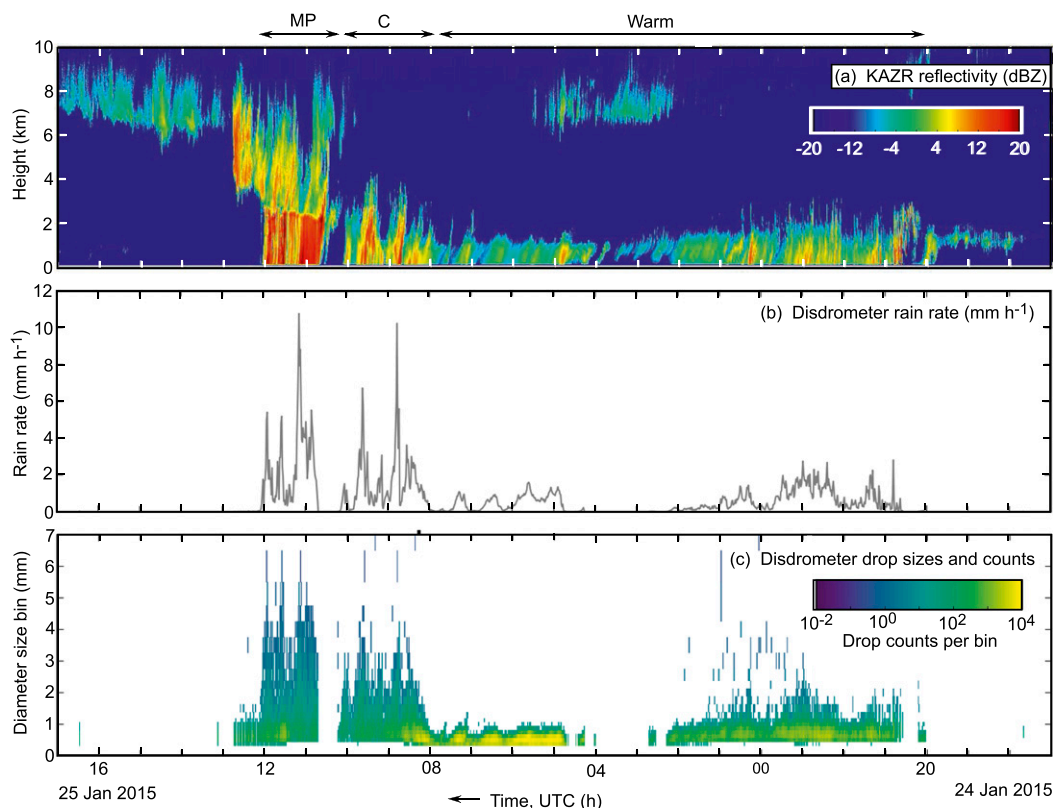 MP C Warm
(a) KAZR reflectivity (dBZ)
-20 -12 -4 4 12 20
Height (km)
10
8
6
4
2
0
(b) Disdrometer rain rate (mm h-1)
Rain rate (mm h-1)
12
10
8
6
4
2
0
(c) Disdrometer drop sizes and counts
10-2 100 102 104
Drop counts per bin
Diameter size bin (mm)
7
6
5
4
3
2
1
0
16 12 08 04 00 20
25 Jan 2015 Time, UTC (h) 24 Jan 2015